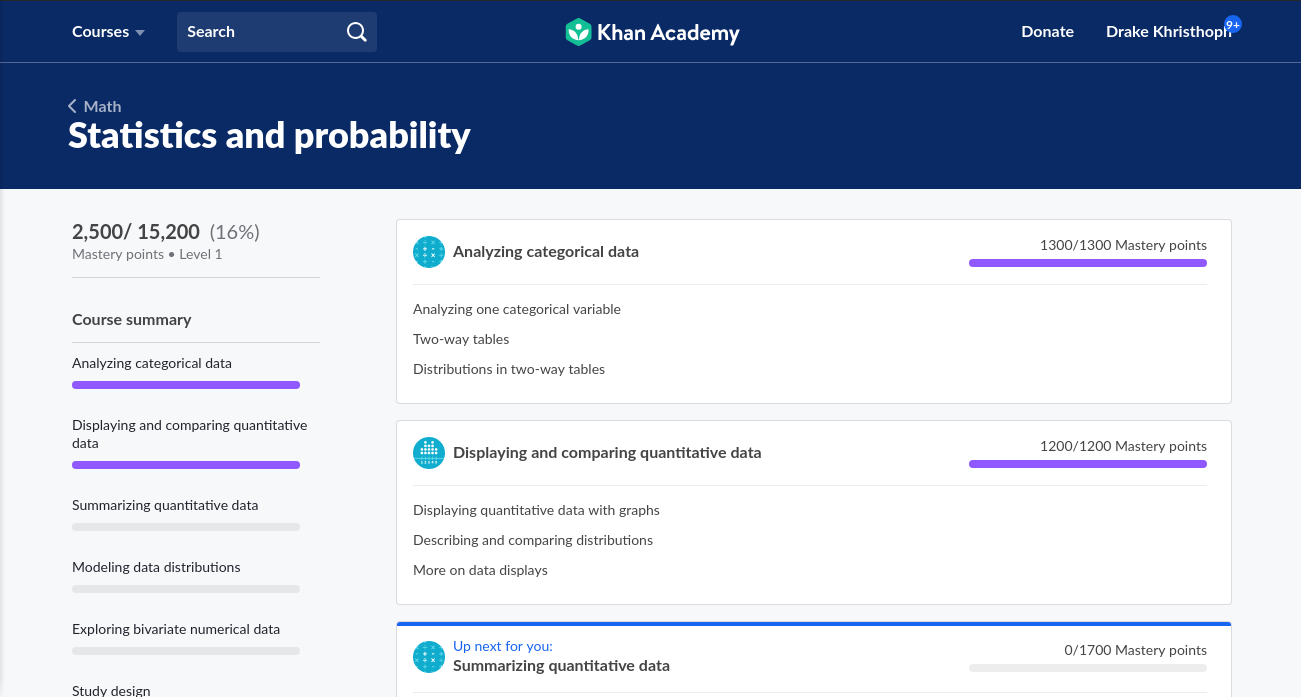 Courses
Search
Khan Academy
Donate
Drake Khristoph
9+
Math
Statistics and probability
2,500/ 15,200 (16%)
Mastery points • Level 1
Course summary
Analyzing categorical data
Displaying and comparing quantitative
data
Summarizing quantitative data
Modeling data distributions
Exploring bivariate numerical data
Study design
Analyzing categorical data
1300/1300 Mastery points
Analyzing one categorical variable
Two-way tables
Distributions in two-way tables
Displaying and comparing quantitative data
1200/1200 Mastery points
Displaying quantitative data with graphs
Describing and comparing distributions
More on data displays
Up next for you:
Summarizing quantitative data
0/1700 Mastery points